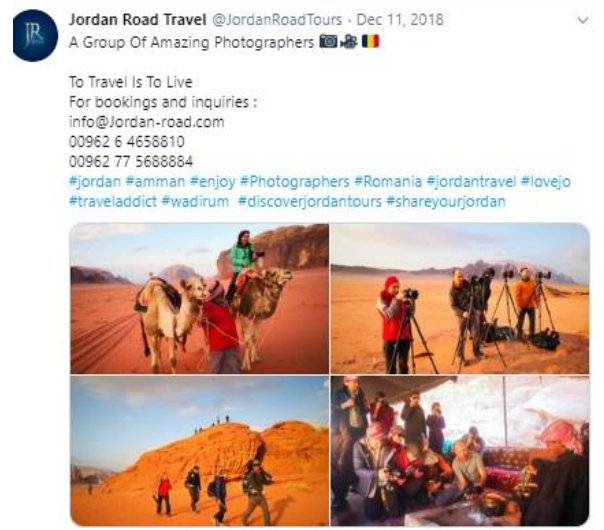 JR
Jordan Road Travel @JordanRoadTours · Dec 11, 2018
A Group Of Amazing Photographers 📷🎥🇷🇴
To Travel Is To Live
For bookings and inquiries :
info@Jordan-road.com
00962 6 4658810
00962 77 5688884
#jordan #amman #enjoy #Photographers #Romania #jordantravel #lovejo
#traveladdict #wadirum #discoverjordantours #shareyourjordan